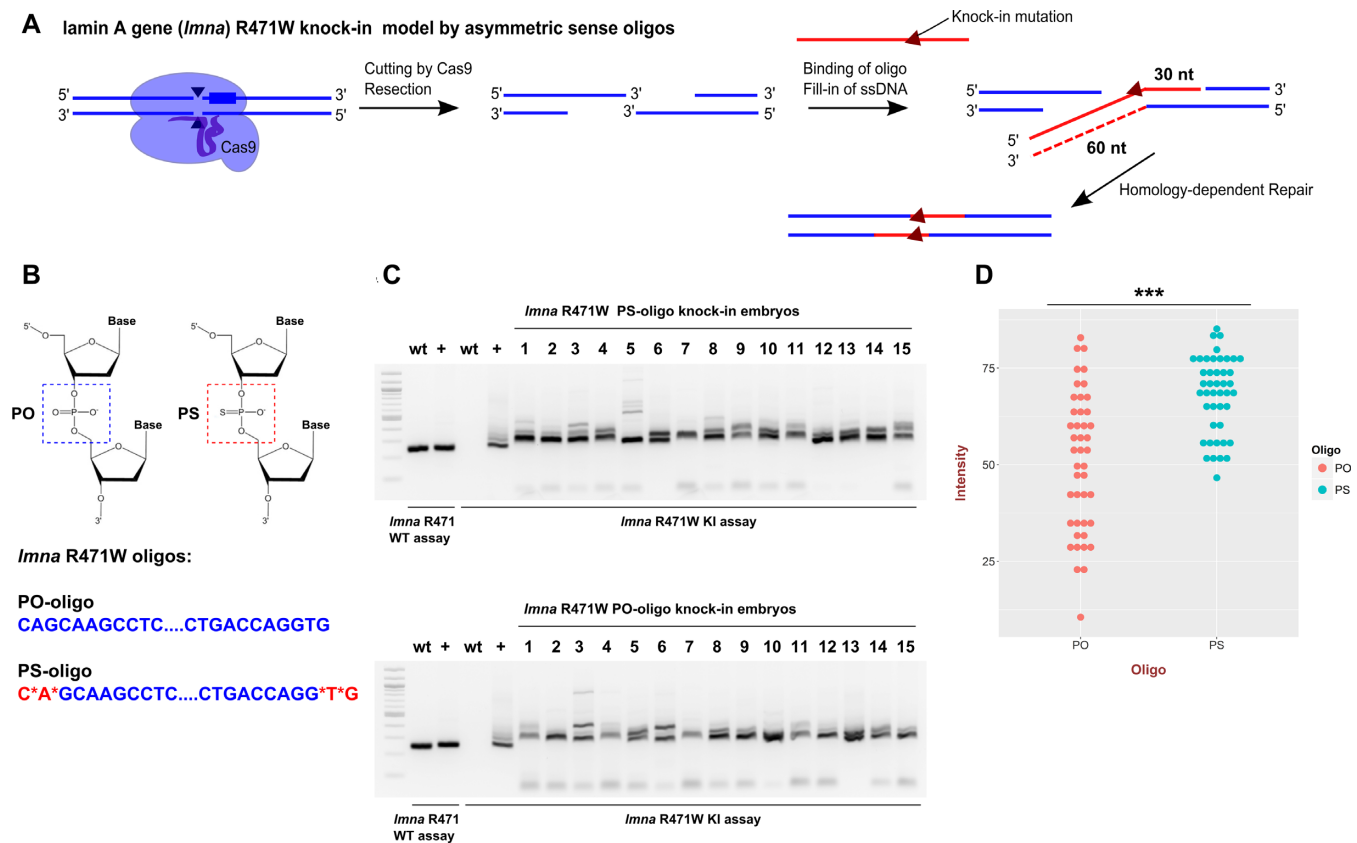 A
lamin A gene (lmna) R471W knock-in model by asymmetric sense oligos
Knock-in mutation
Cutting by Cas9
Resection
Binding of oligo
Fill-in of ssDNA
30 nt
5'
3'
3'
5'
Cas9
5'
3'
3'
5'
5'
3'
3'
5'
5'
3'
60 nt
Homology-dependent Repair
B
5'
O
Base
O
O
PO
O=P-O-
O
Base
O
O
3'
5'
O
Base
O
O
PS
S=P-O-
O
Base
O
O
3'
lmna R471W oligos:
PO-oligo
CAGCAAGCCTC....CTGACCAGGTG
PS-oligo
C*A*GCAAGCCTC....CTGACCAGG*T*G
C
lmna R471W PS-oligo knock-in embryos
wt + wt + 1 2 3 4 5 6 7 8 9 10 11 12 13 14 15
lmna R471
WT assay
lmna R471W KI assay
lmna R471W PO-oligo knock-in embryos
wt + wt + 1 2 3 4 5 6 7 8 9 10 11 12 13 14 15
lmna R471
WT assay
lmna R471W KI assay
D
***
75
50
25
Intensity
PO
PS
Oligo
Oligo
PO
PS